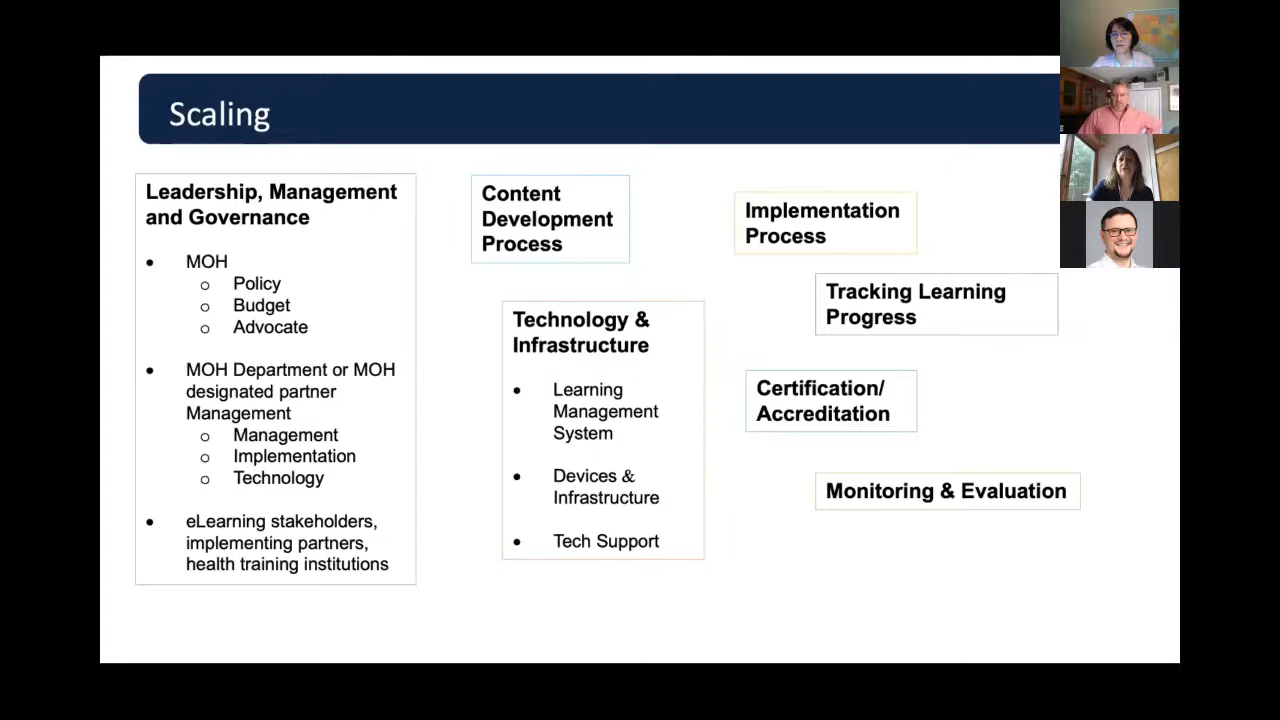 Scaling
Leadership, Management
and Governance
• MOH
o Policy
o Budget
o Advocate
• MOH Department or MOH
designated partner
Management
o Management
o Implementation
o Technology
• eLearning stakeholders,
implementing partners,
health training institutions
Content
Development
Process
Technology &
Infrastructure
• Learning
Management
System
• Devices &
Infrastructure
• Tech Support
Implementation
Process
Tracking Learning
Progress
Certification/
Accreditation
Monitoring & Evaluation